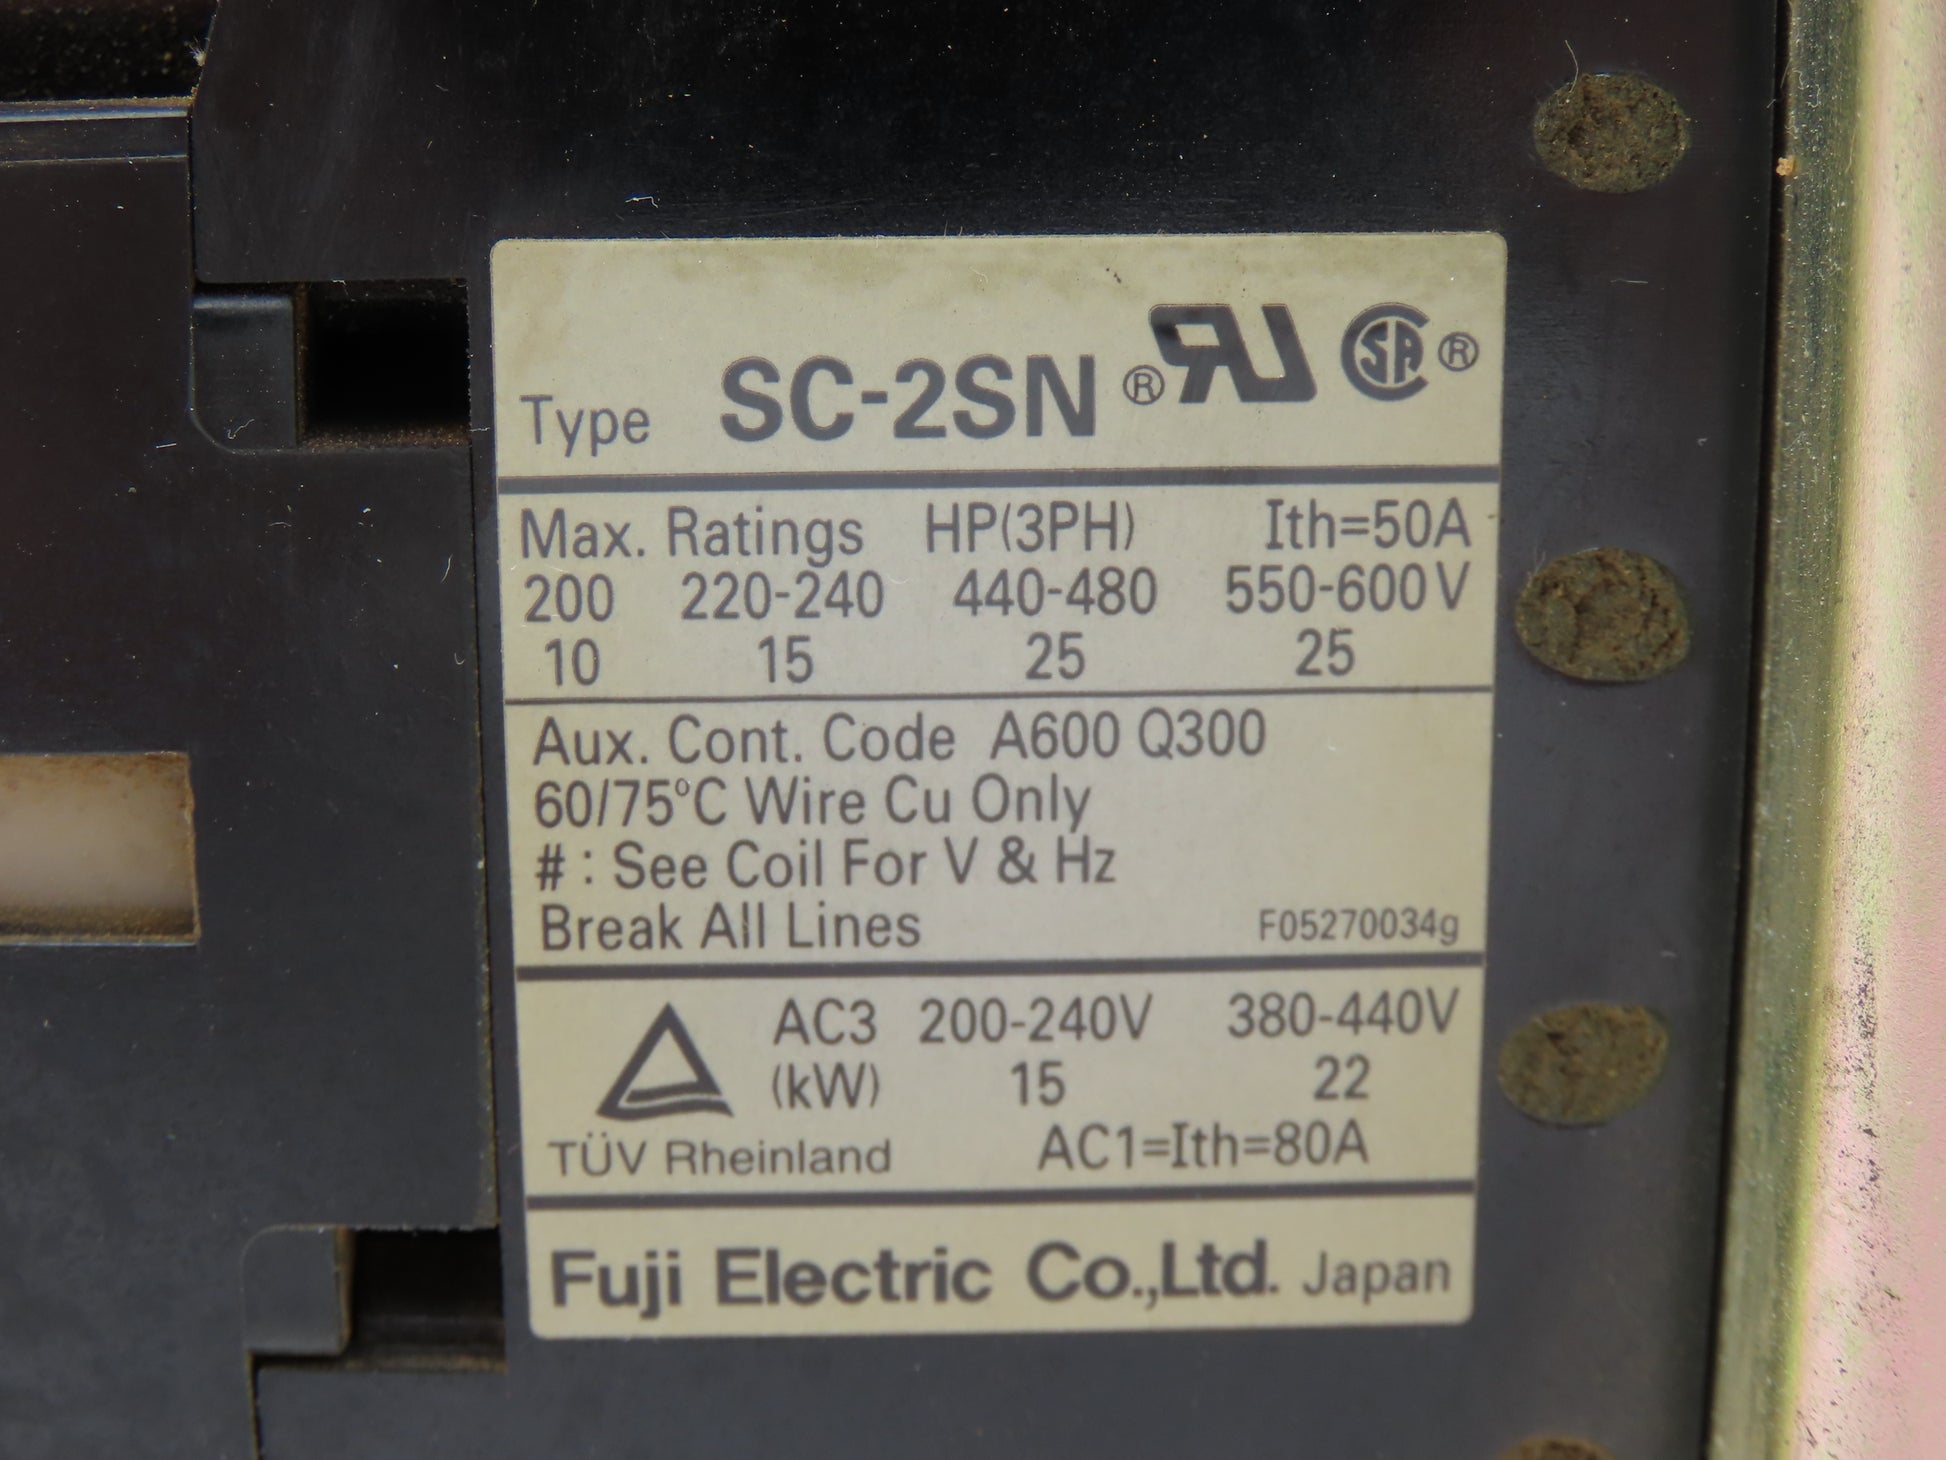 Type SC-2SN ® RU SA ®
Max. Ratings HP(3PH) Ith=50A
200 220-240 440-480 550-600V
10 15 25 25
Aux. Cont. Code A600 Q300
60/75°C Wire Cu Only
# : See Coil For V & Hz
Break All Lines F05270034g
AC3 200-240V 380-440V
(kW) 15 22
TÜV Rheinland AC1=Ith=80A
Fuji Electric Co.,Ltd. Japan